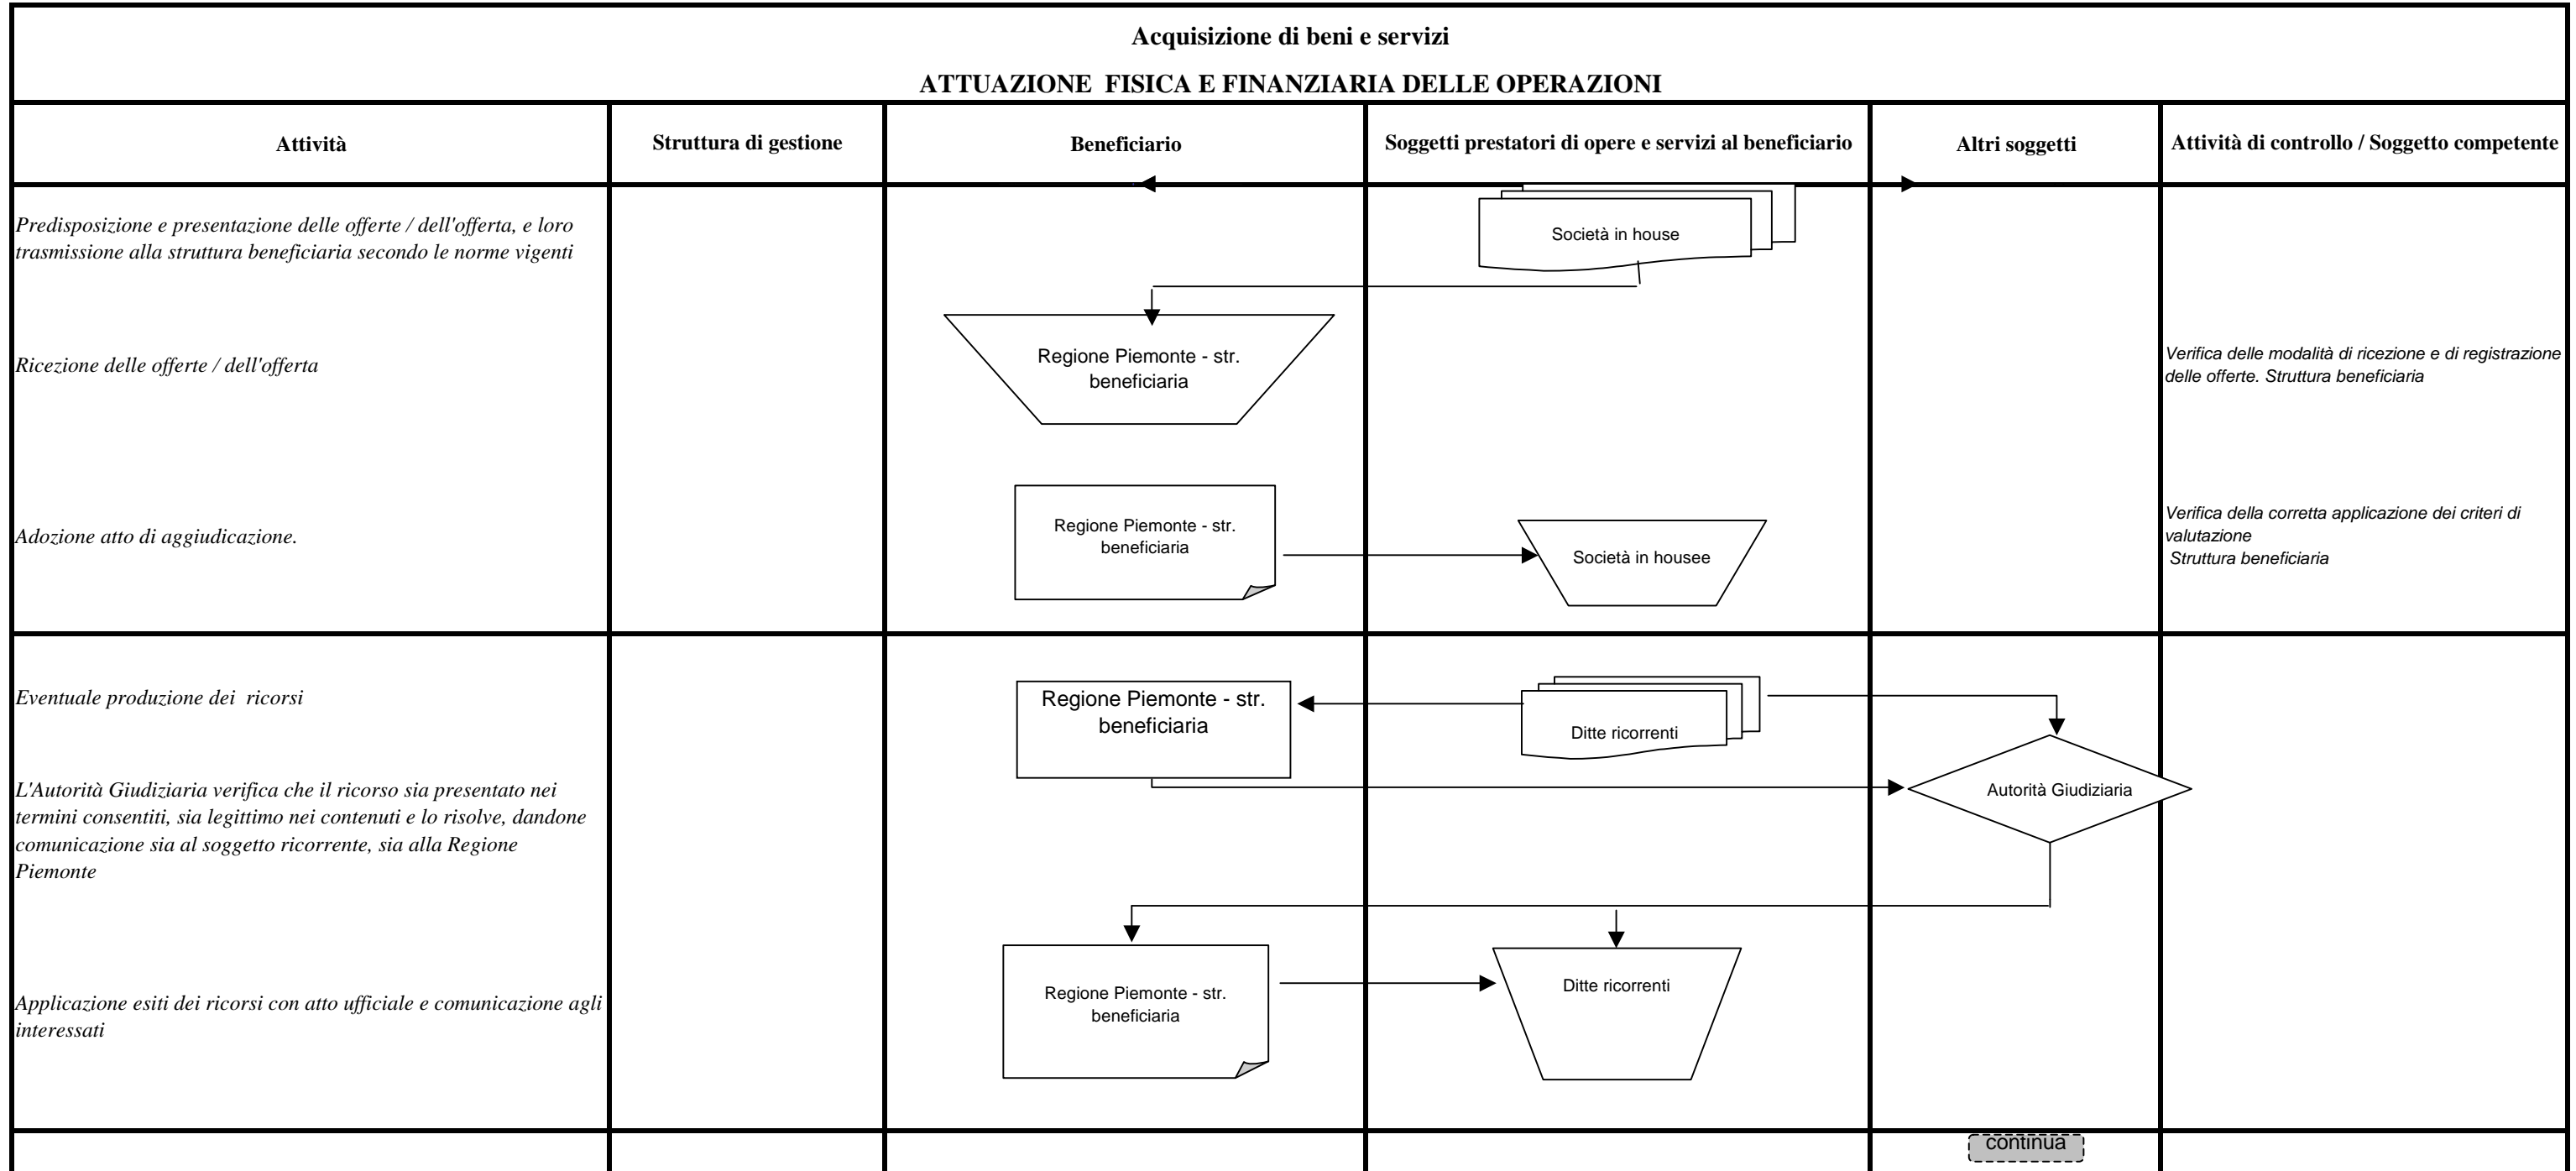 Acquisizione di beni e servizi
ATTUAZIONE FISICA E FINANZIARIA DELLE OPERAZIONI
Attività
Struttura di gestione
Beneficiario
Soggetti prestatori di opere e servizi al beneficiario
Altri soggetti
Attività di controllo / Soggetto competente
Predisposizione e presentazione delle offerte / dell'offerta, e loro
trasmissione alla struttura beneficiaria secondo le norme vigenti
Società in house
Ricezione delle offerte / dell'offerta
Regione Piemonte - str.
beneficiaria
Verifica delle modalità di ricezione e di registrazione
delle offerte. Struttura beneficiaria
Adozione atto di aggiudicazione.
Regione Piemonte - str.
beneficiaria
Società in housee
Verifica della corretta applicazione dei criteri di
valutazione
Struttura beneficiaria
Eventuale produzione dei ricorsi
Regione Piemonte - str.
beneficiaria
Ditte ricorrenti
L'Autorità Giudiziaria verifica che il ricorso sia presentato nei
termini consentiti, sia legittimo nei contenuti e lo risolve, dandone
comunicazione sia al soggetto ricorrente, sia alla Regione
Piemonte
Autorità Giudiziaria
Applicazione esiti dei ricorsi con atto ufficiale e comunicazione agli
interessati
Regione Piemonte - str.
beneficiaria
Ditte ricorrenti
continua